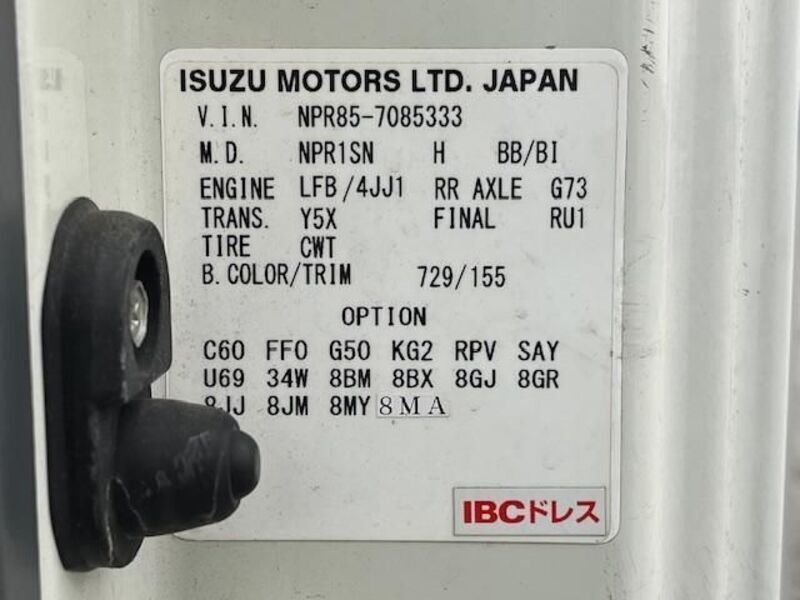 ISUZU MOTORS LTD. JAPAN
V.I.N. NPR85-7085333
M.D. NPR1SN H BB/BI
ENGINE LFB/4JJ1 RR AXLE G73
TRANS. Y5X FINAL RU1
TIRE CWT
B.COLOR/TRIM 729/155
OPTION
C60 FF0 G50 KG2 RPV SAY
U69 34W 8BM 8BX 8GJ 8GR
8JJ 8JM 8MY 8MA
IBCドレス